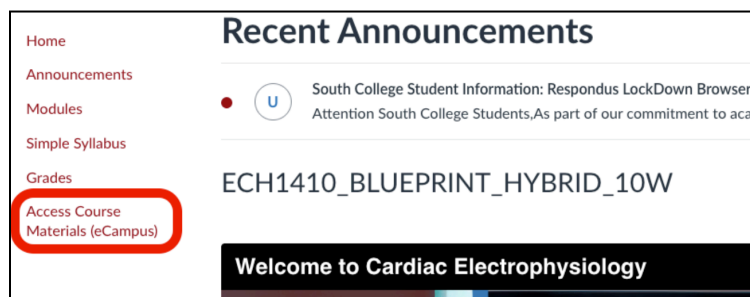 Home
Announcements
Modules
Simple Syllabus
Grades
Access Course
Materials (eCampus)
Recent Announcements
U
South College Student Information: Respondus LockDown Browser
Attention South College Students,As part of our commitment to aca
ECH1410_BLUEPRINT_HYBRID_10W
Welcome to Cardiac Electrophysiology